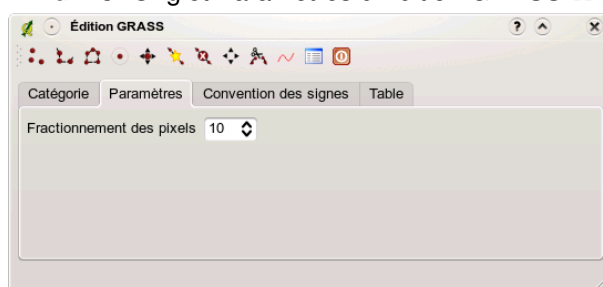 Édition GRASS
Catégorie Paramètres Convention des signes Table
Fractionnement des pixels 10